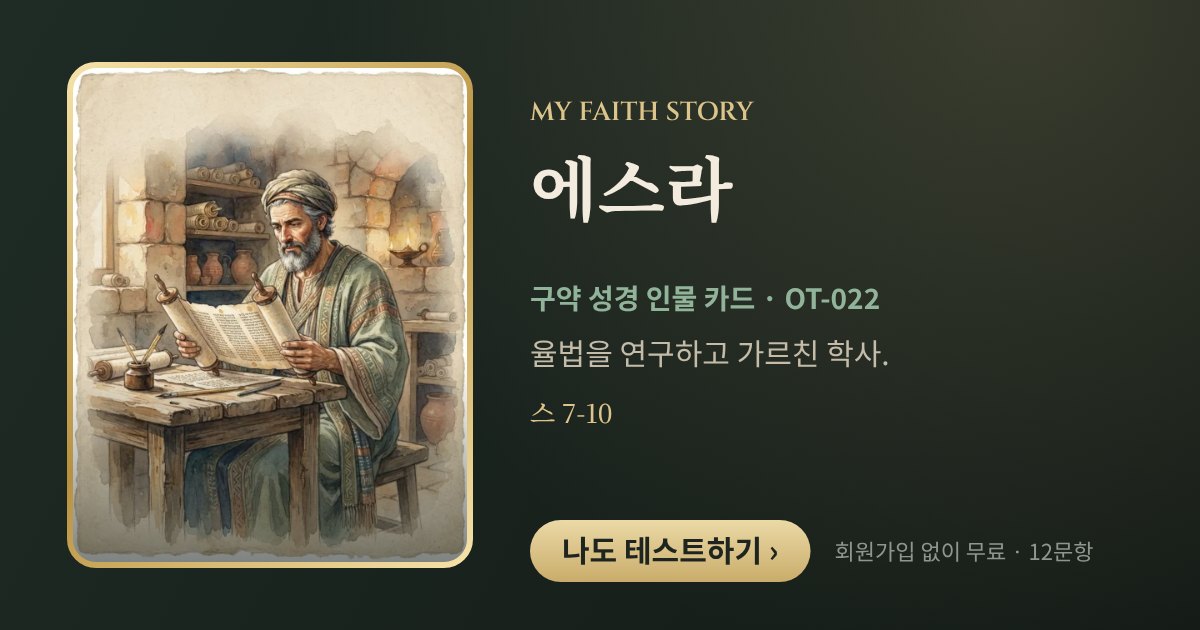 MY FAITH STORY
에스라
구약 성경 인물 카드 · OT-022
율법을 연구하고 가르친 학사.
스 7-10
나도 테스트하기 ›
회원가입 없이 무료 · 12문항